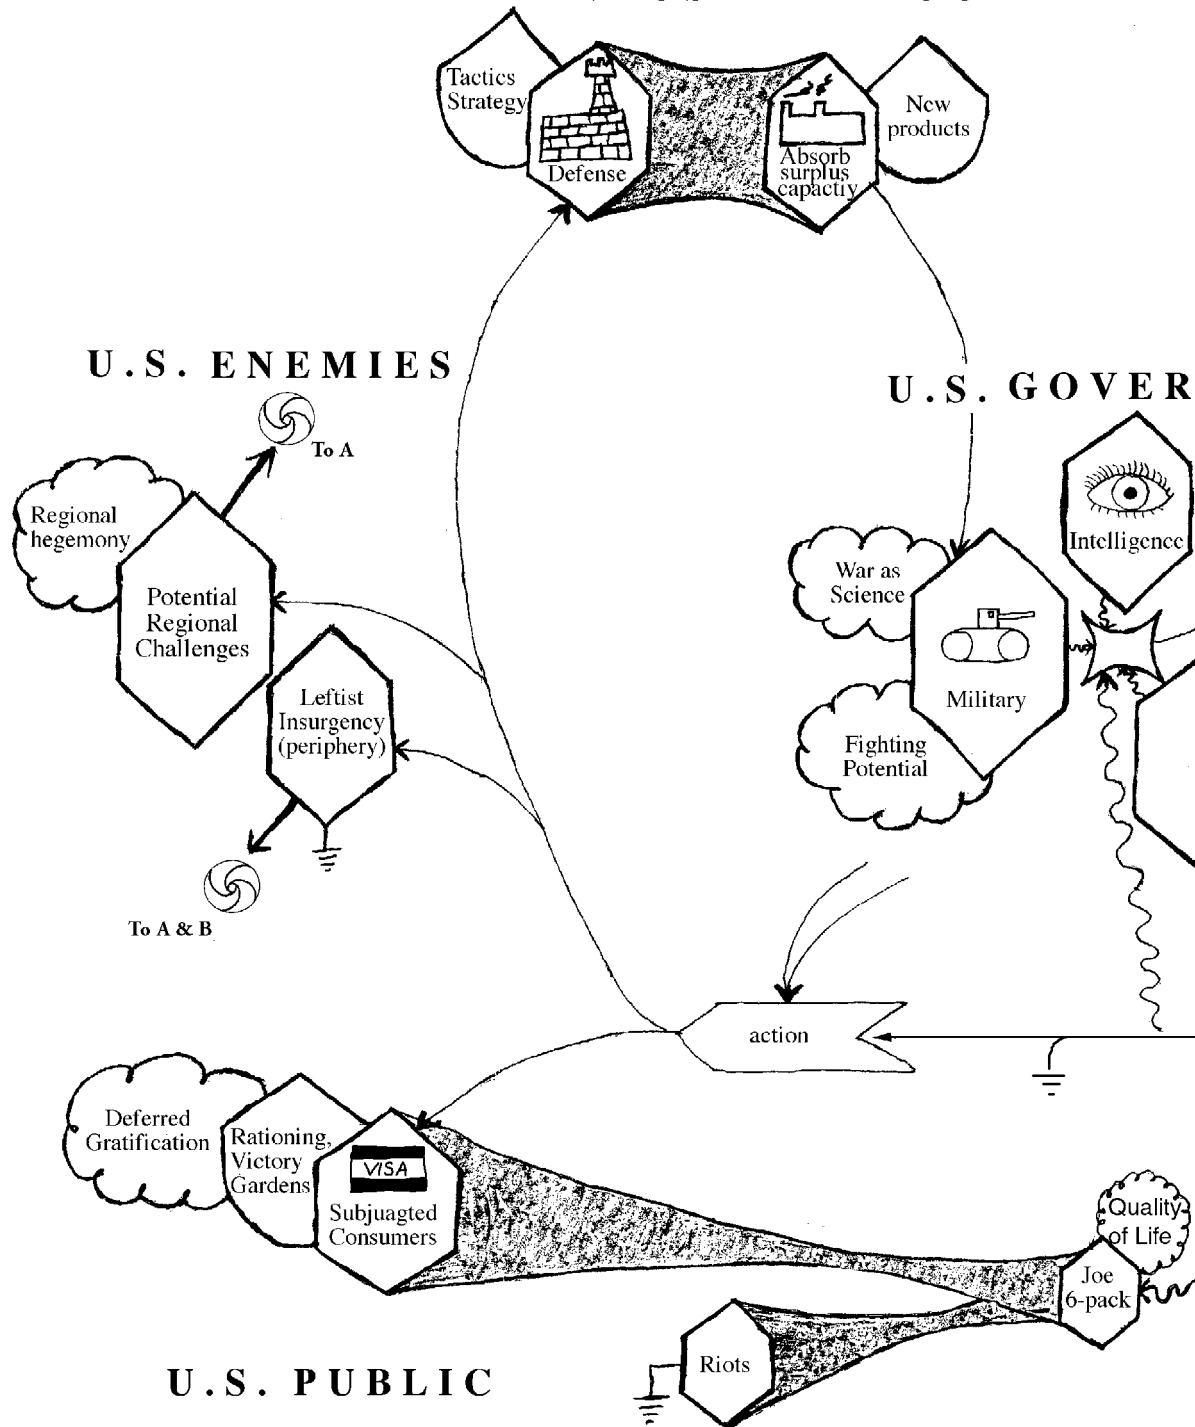 Tactics
Strategy
Defense
Absorb
surplus
capactiy
New
products
U.S. ENEMIES
To A
Regional
hegemony
Potential
Regional
Challenges
Leftist
Insurgency
(periphery)
To A & B
U.S. GOVER
Intelligence
War as
Science
Military
Fighting
Potential
action
Deferred
Gratification
Rationing,
Victory
Gardens
VISA
Subjuagted
Consumers
Quality
of Life
Joe
6-pack
Riots
U.S. PUBLIC